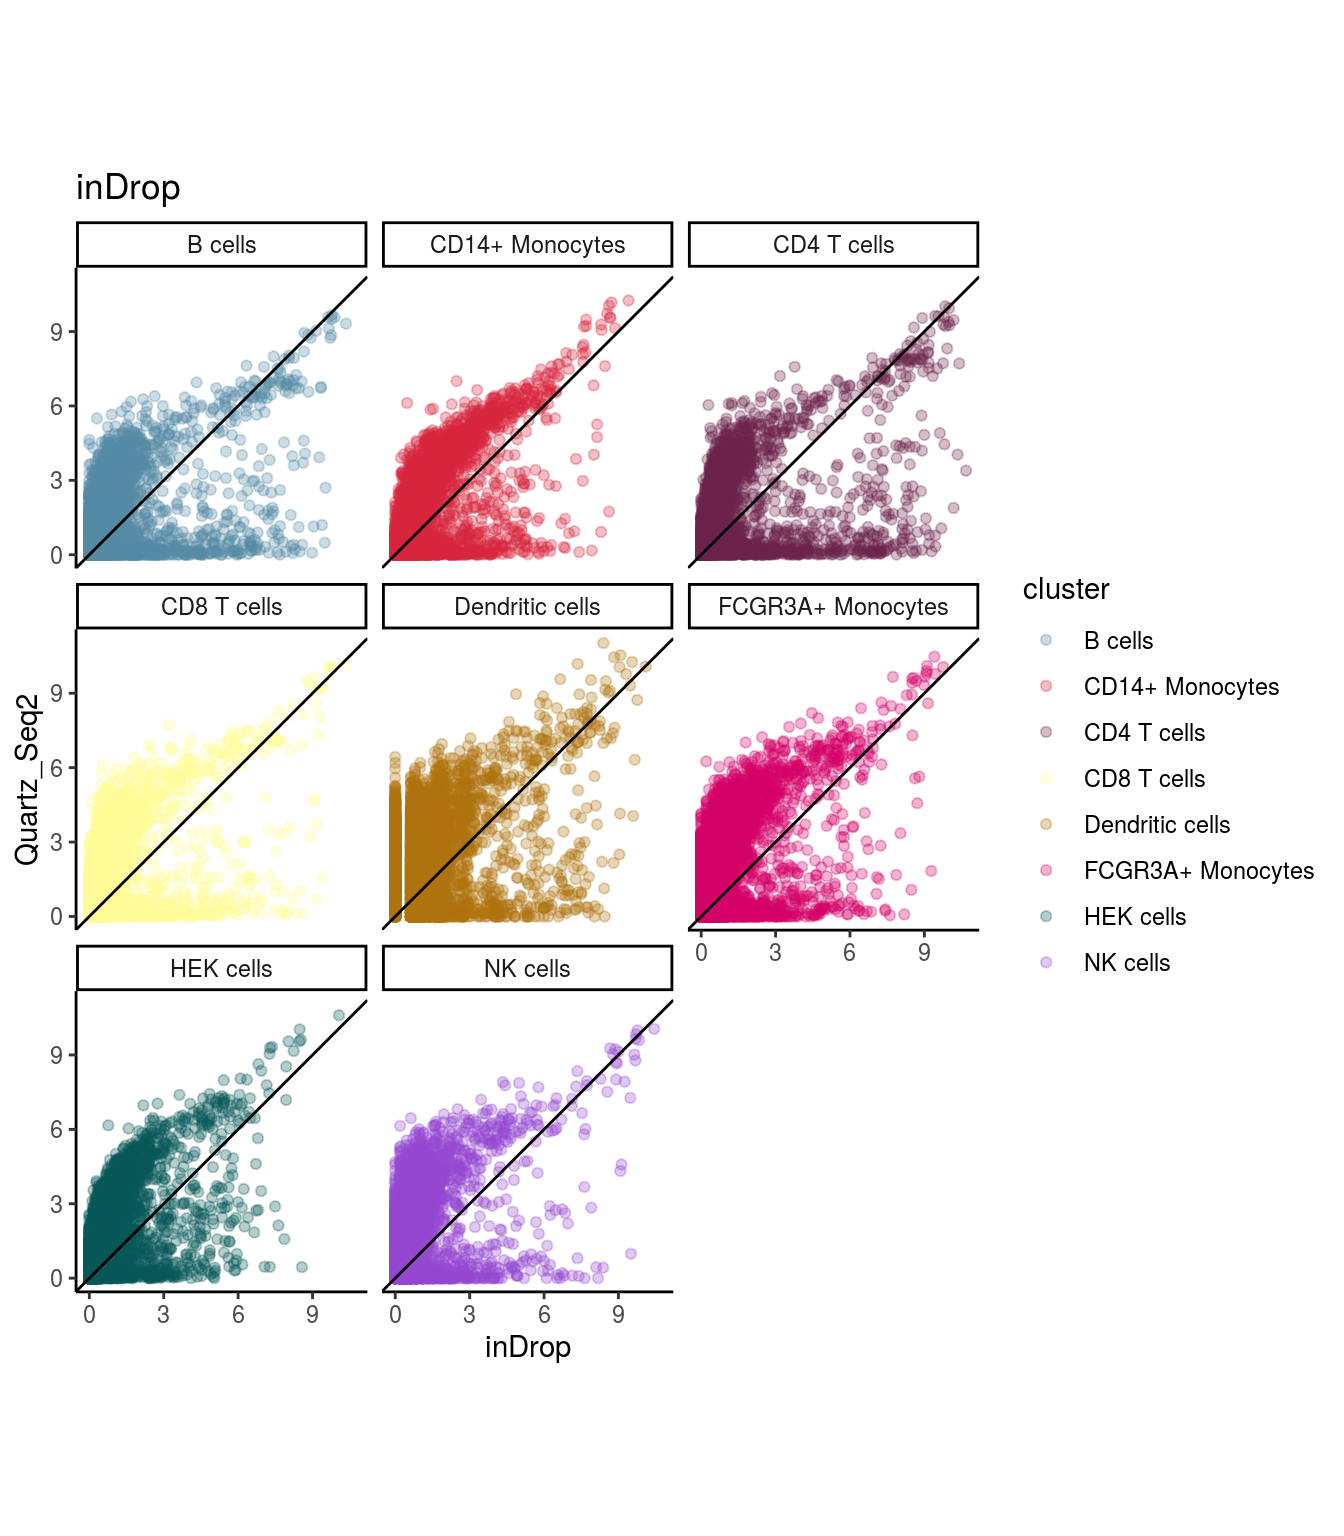 inDrop
B cells
CD14+ Monocytes
CD4 T cells
9
6
3
0
CD8 T cells
Dendritic cells
FCGR3A+ Monocytes
Quartz_Seq2
9
6
3
0
0
3
6
9
HEK cells
NK cells
9
6
3
0
0
3
6
9
0
3
6
9
inDrop
cluster
B cells
CD14+ Monocytes
CD4 T cells
CD8 T cells
Dendritic cells
FCGR3A+ Monocytes
HEK cells
NK cells